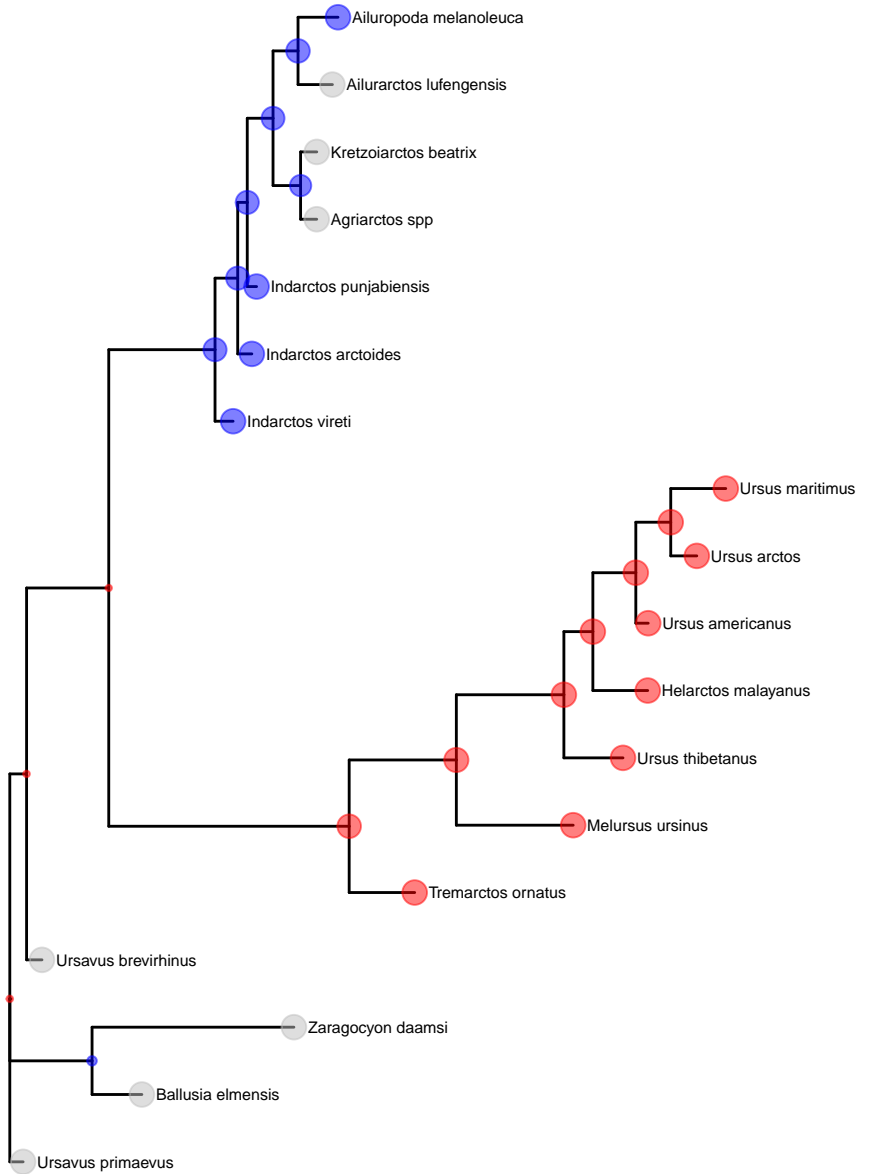 Ailuropoda melanoleuca
Ailurarctos lufengensis
Kretzoiarctos beatrix
Agriarctos spp
Indarctos punjabiensis
Indarctos arctoides
Indarctos vireti
Ursus maritimus
Ursus arctos
Ursus americanus
Helarctos malayanus
Ursus thibetanus
Melursus ursinus
Tremarctos ornatus
Ursavus brevirhinus
Zaragocyon daamsi
Ballusia elmensis
Ursavus primaevus